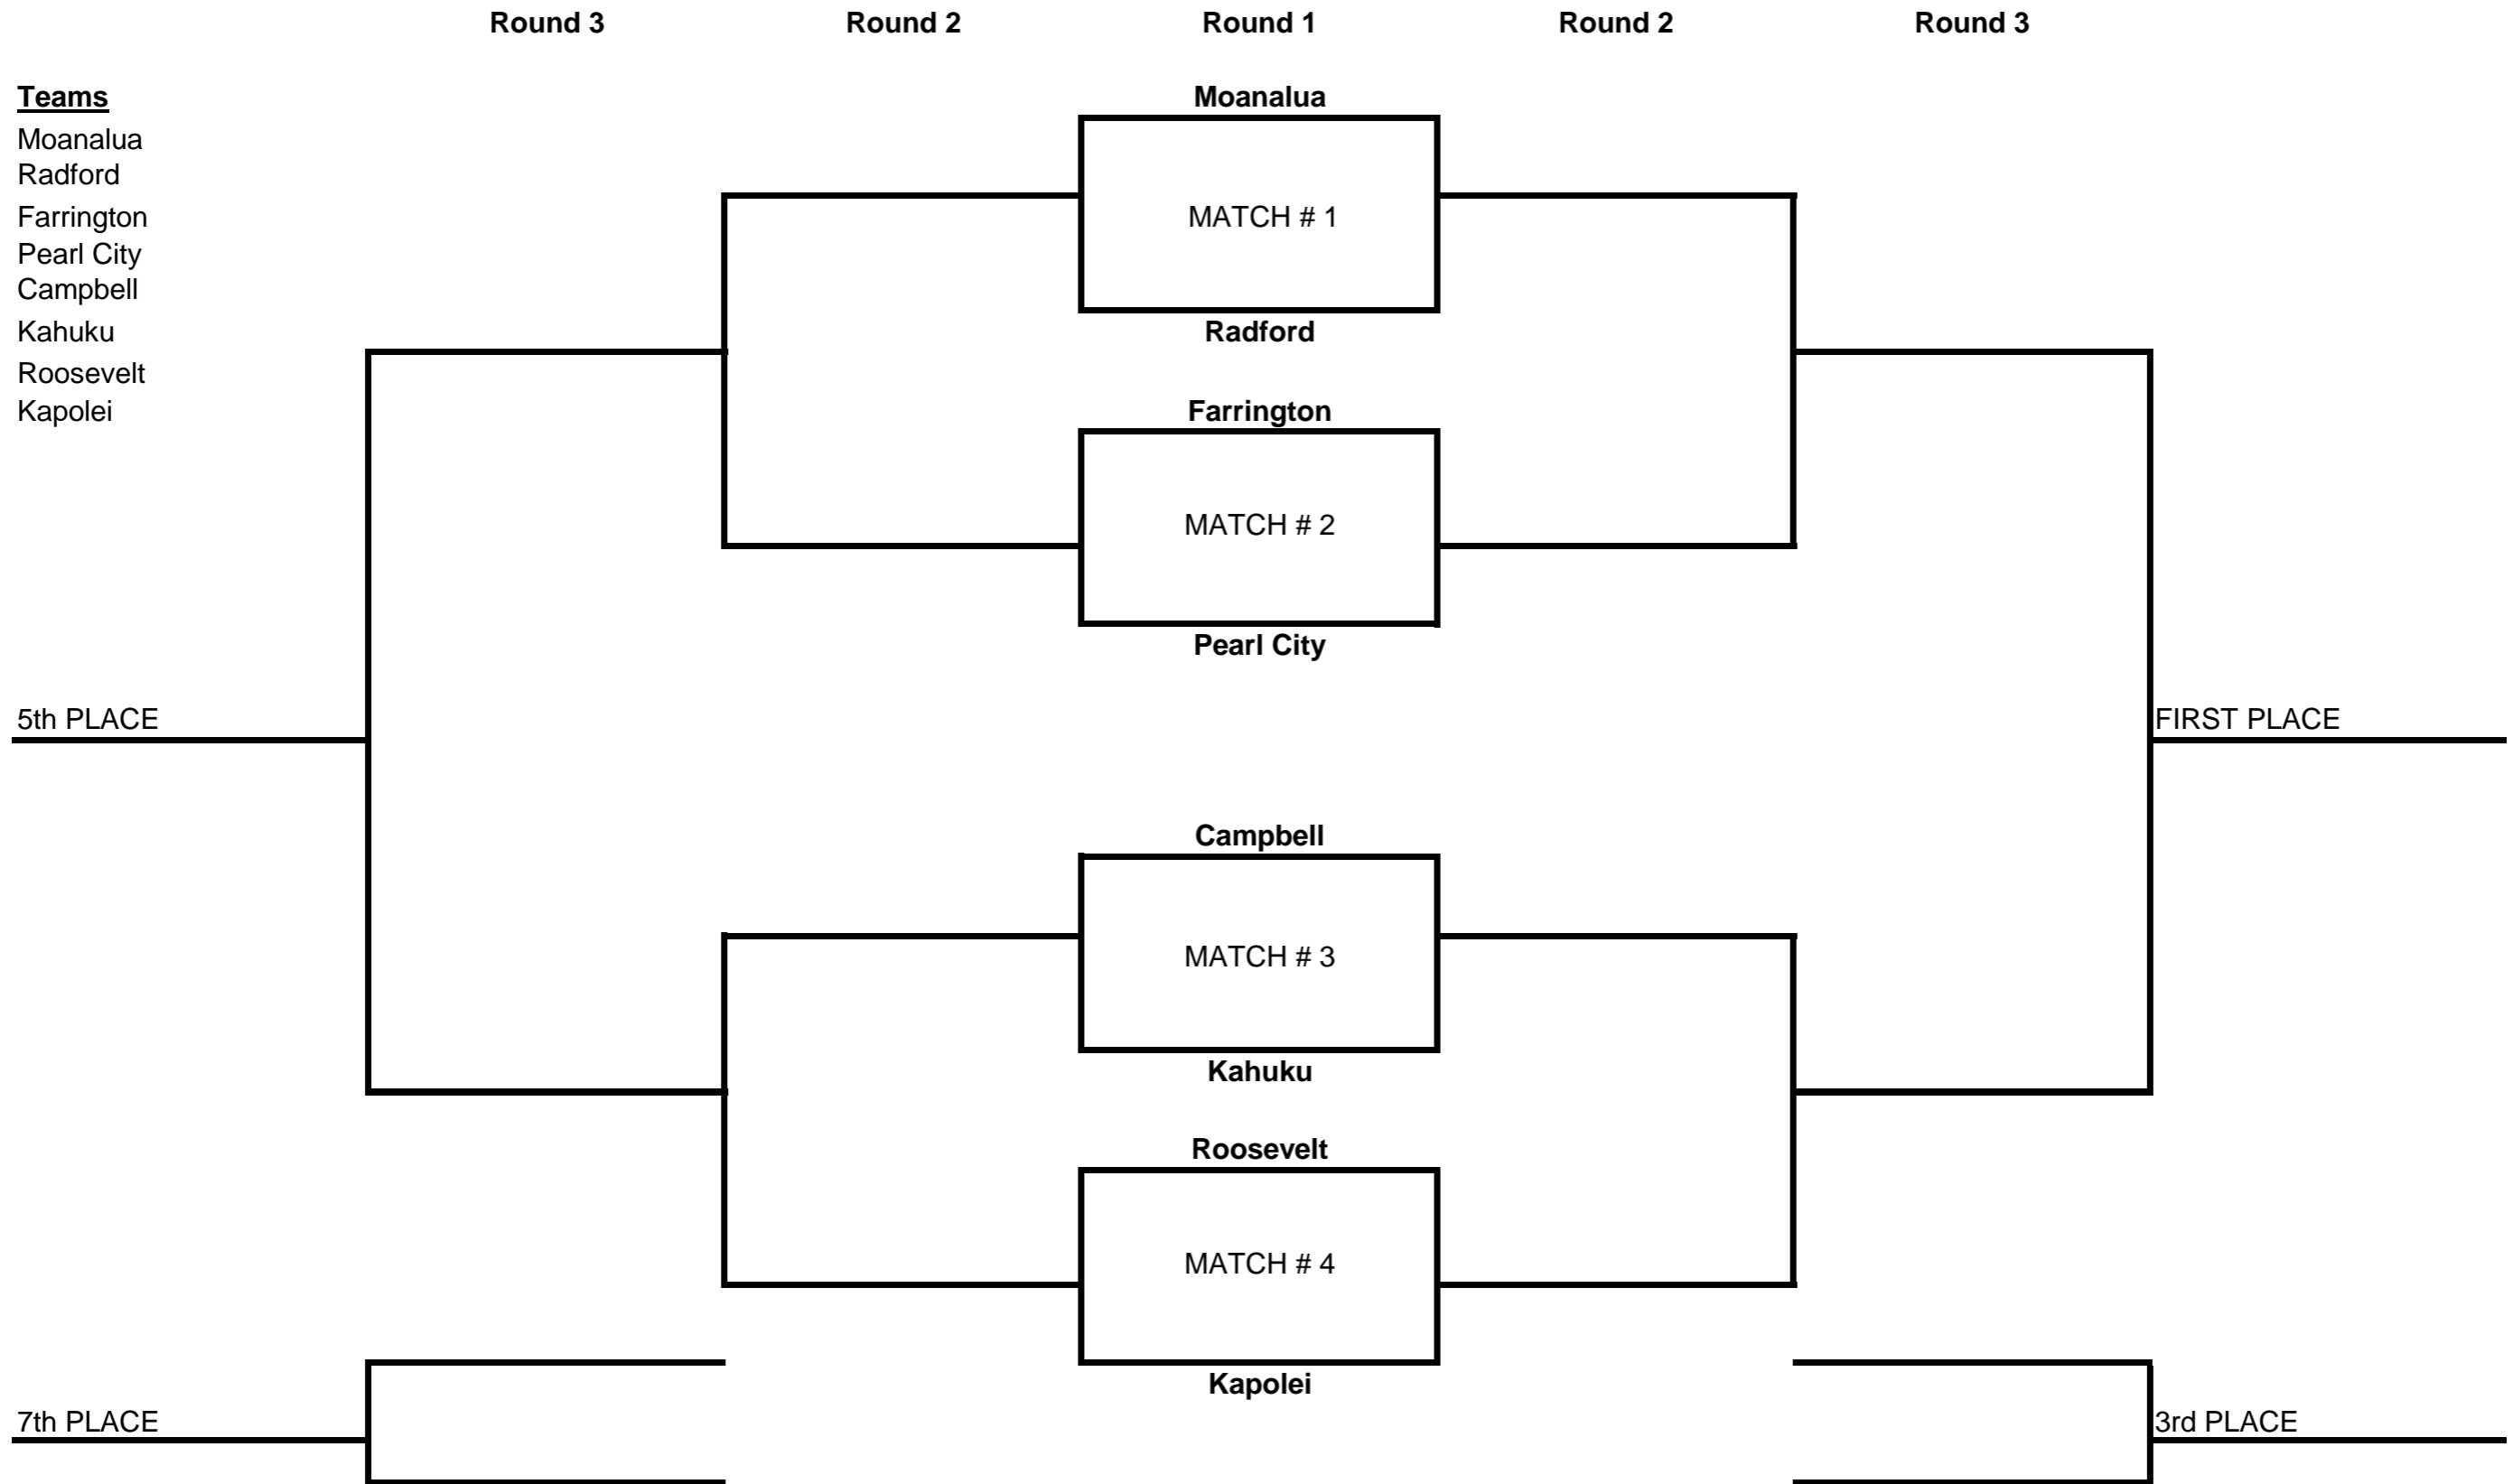 Round 3 Round 2 Round 1 Round 2 Round 3
Teams
Moanalua
Radford
Farrington
Pearl City
Campbell
Kahuku
Roosevelt
Kapolei
Moanalua
MATCH # 1
Radford
Farrington
MATCH # 2
Pearl City
5th PLACE
FIRST PLACE
Campbell
MATCH # 3
Kahuku
Roosevelt
MATCH # 4
Kapolei
7th PLACE
3rd PLACE